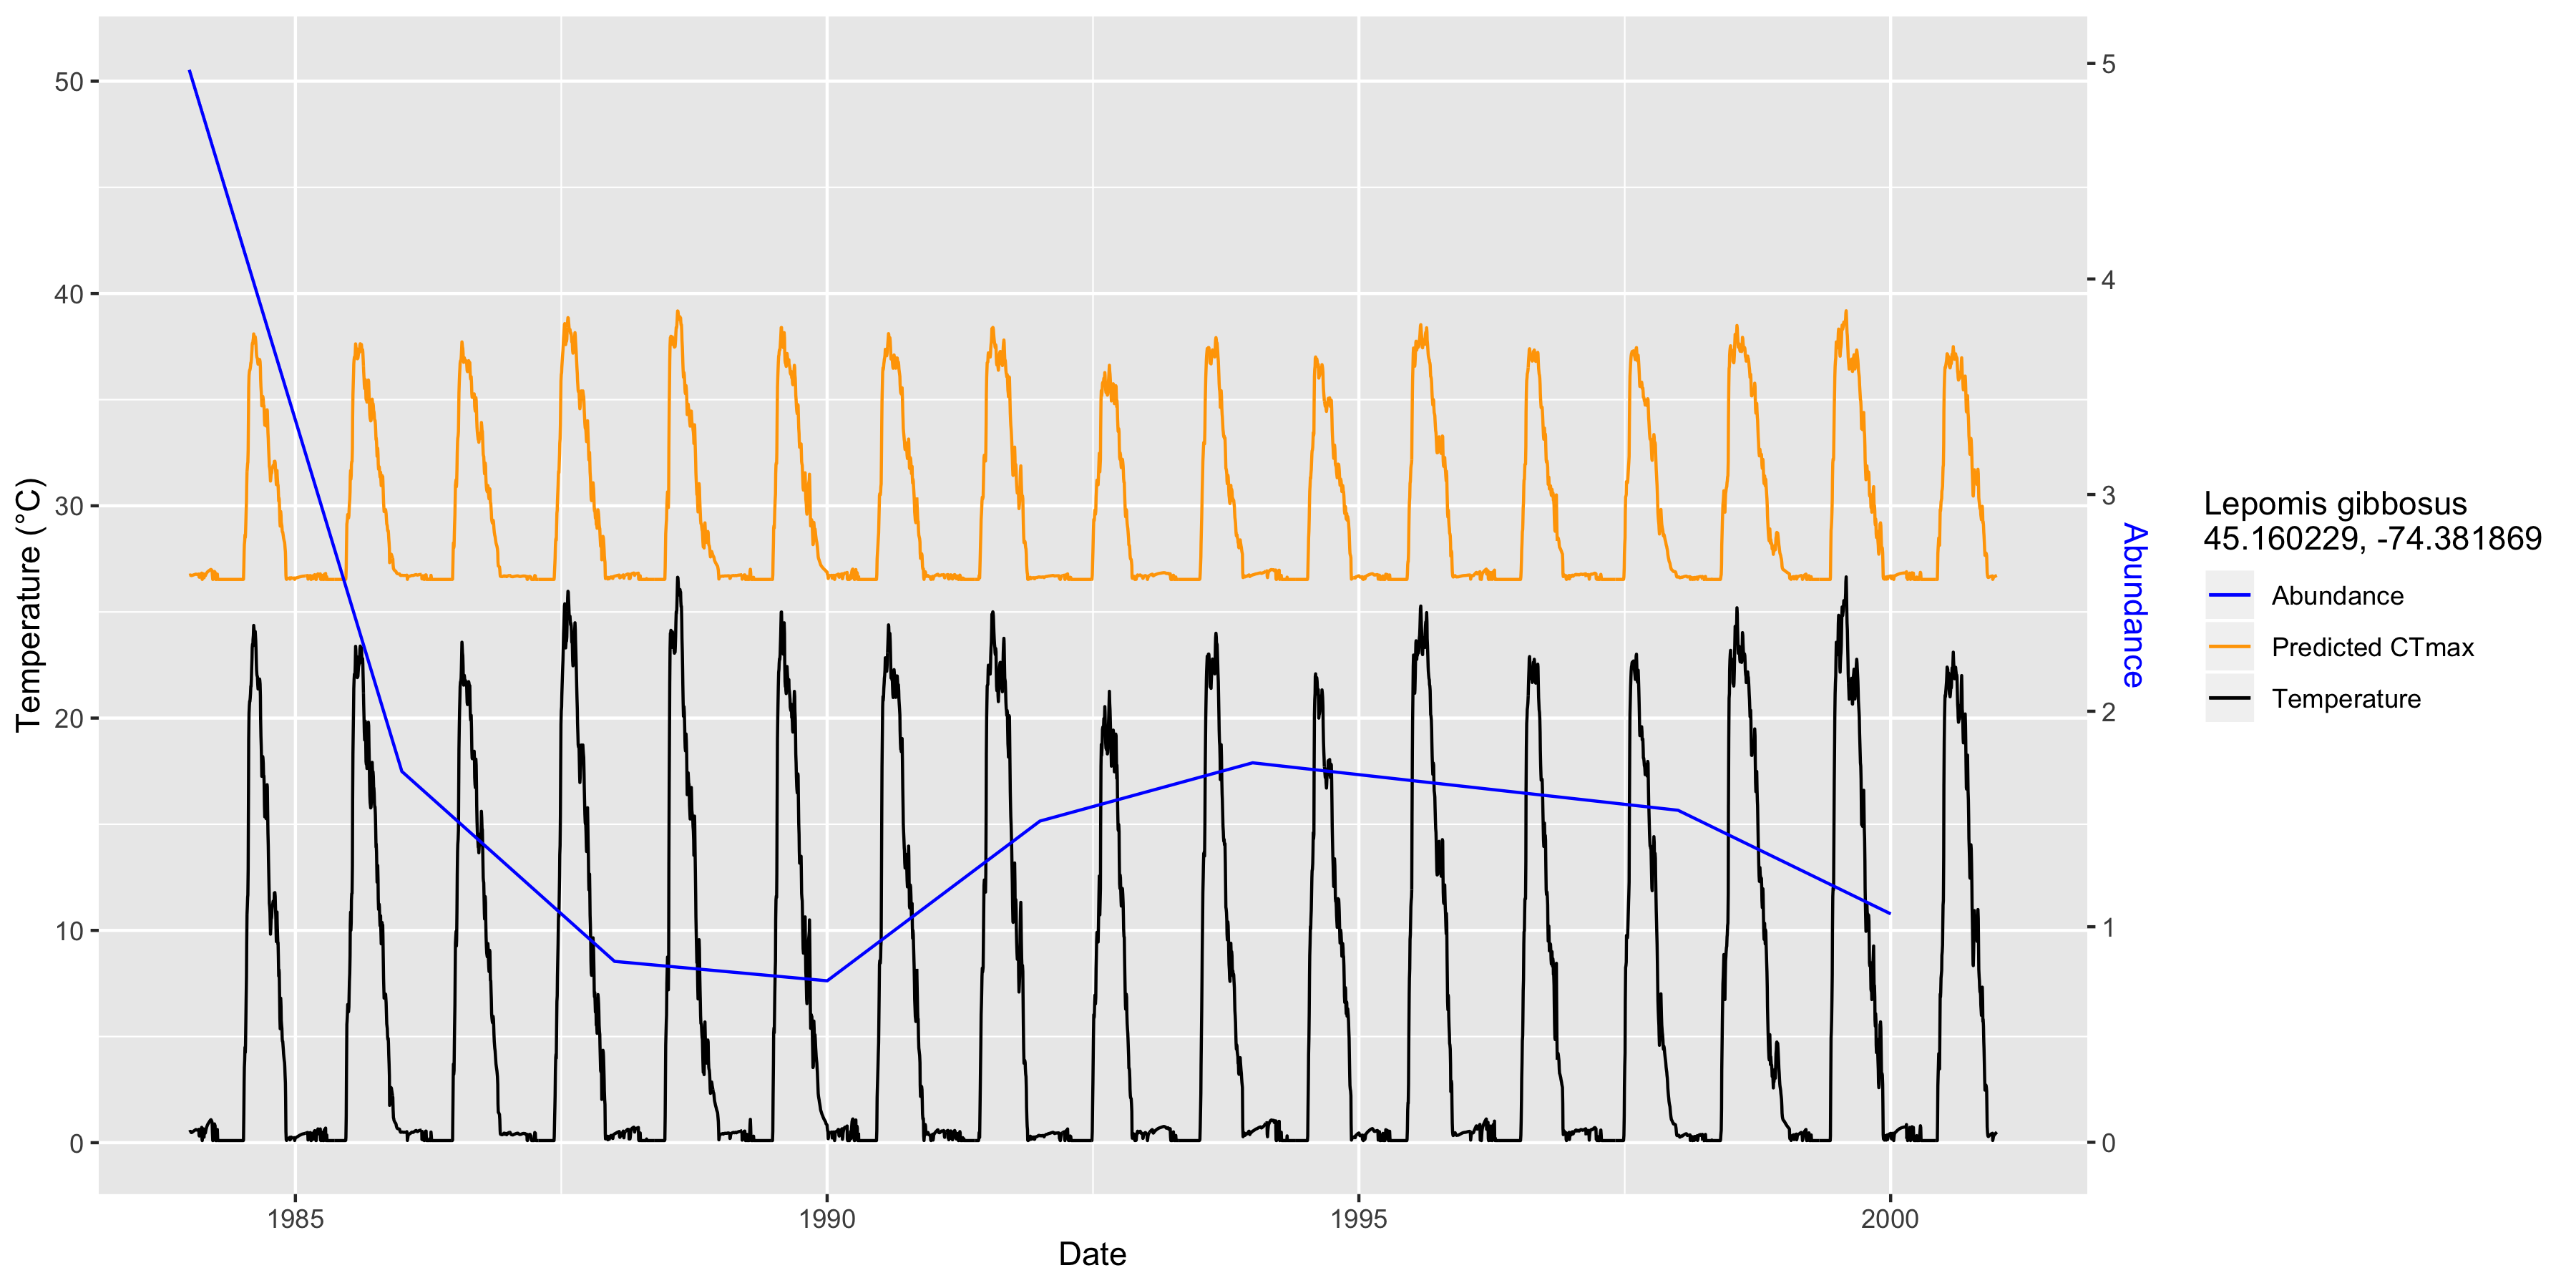 Temperature (°C)
50
40
30
20
10
0
1985
1990
1995
2000
Date
5
4
3
2
1
0
Abundance
Lepomis gibbosus
45.160229, -74.381869
Abundance
Predicted CTmax
Temperature